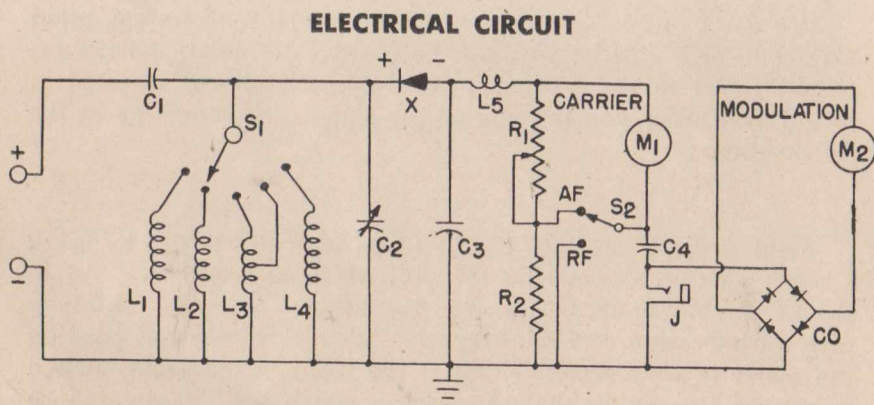 ELECTRICAL CIRCUIT
+ -
C1
S1
X
L5
CARRIER
MODULATION
R1
M1
M2
+
AF
S2
C2
C3
RF
C4
-
L1
L2
L3
L4
R2
J
CO